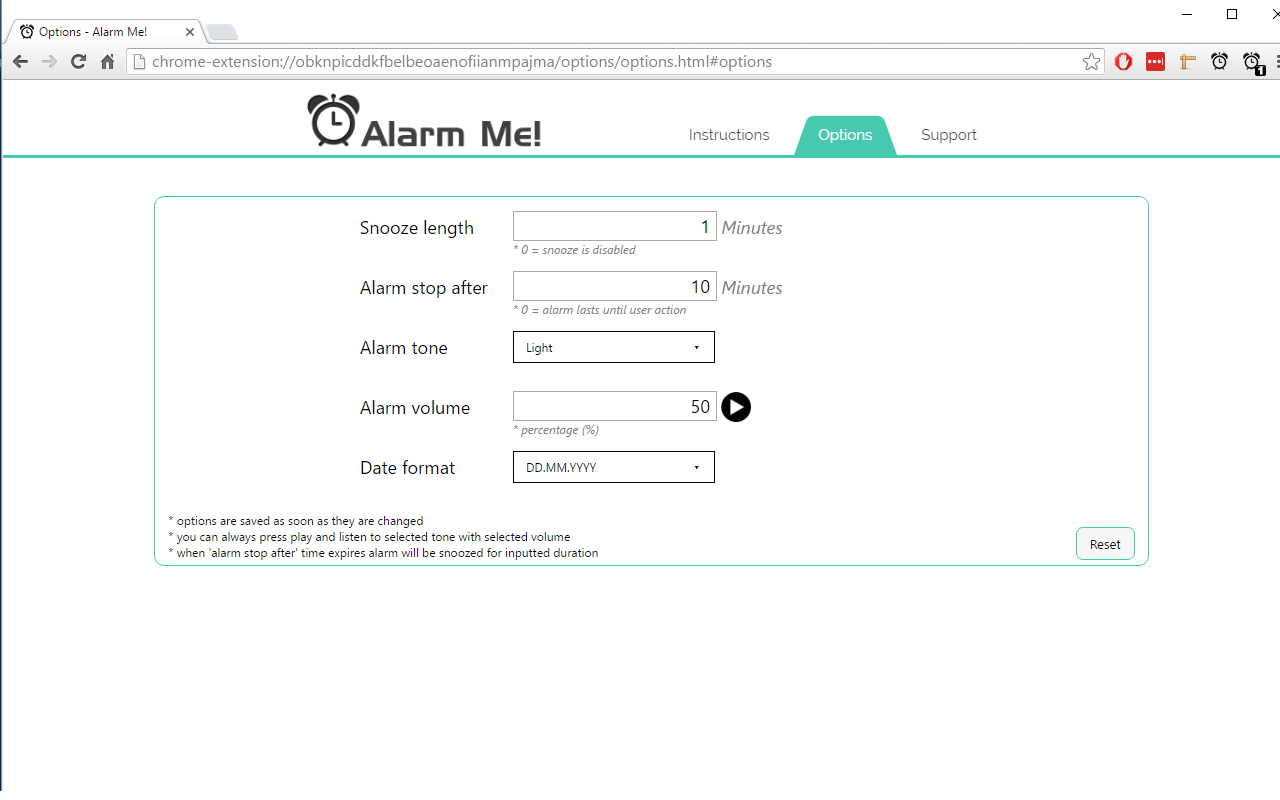 Options - Alarm Me!
chrome-extension://obknpicddkfbelbeoaenofiianmpajma/options/options.html#options
1
Alarm Me!
Instructions
Options
Support
Snooze length 1 Minutes
* 0 = snooze is disabled
Alarm stop after 10 Minutes
* 0 = alarm lasts until user action
Alarm tone Light
Alarm volume 50
* percentage (%)
Date format DD.MM.YYYY
* options are saved as soon as they are changed
* you can always press play and listen to selected tone with selected volume
* when 'alarm stop after' time expires alarm will be snoozed for inputted duration
Reset